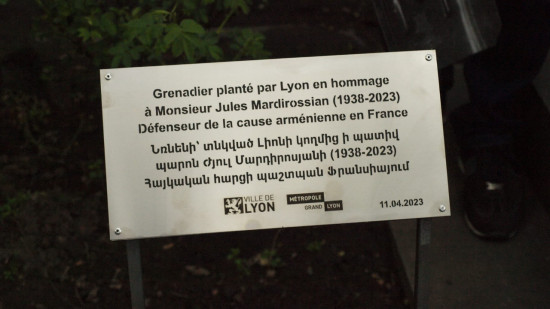 Grenadier planté par Lyon en hommage
à Monsieur Jules Mardirossian (1938-2023)
Défenseur de la cause arménienne en France
Նռնենի՝ տնկված Լիոնի կողմից ի պատիվ
պարոն Ժյուլ Մարդիրոսյանի (1938-2023)
Հայկական հարցի պաշտպան Ֆրանսիայում
VILLE DE
LYON
MÉTROPOLE
GRAND LYON
11.04.2023